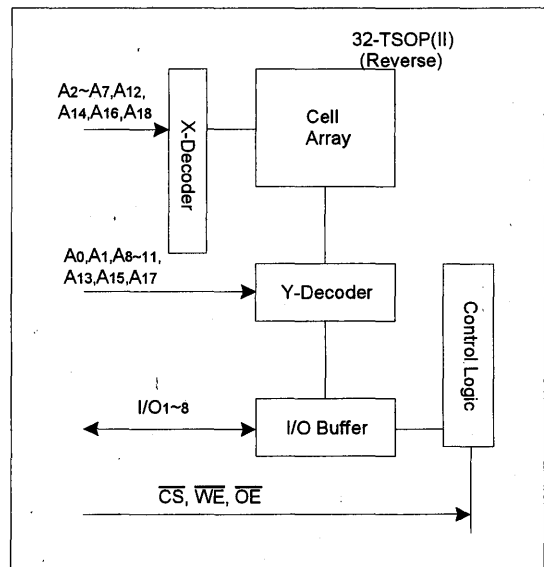 32-TSOP(II)
(Reverse)
A2~A7,A12,
A14,A16,A18
X-Decoder
Cell
Array
A0,A1,A8~11,
A13,A15,A17
Y-Decoder
Control Logic
I/O1~8
I/O Buffer
CS, WE, OE